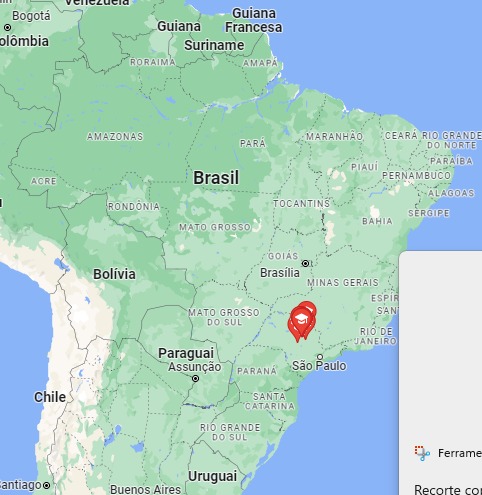 Venezuela
Bogotá
Guiana
Guiana
Francesa
olômbia
Suriname
RORAIMA
AMAPÁ
AMAZONAS
PARÁ
MARANHÃO
CEARÁ
RIO GRANDE
DO NORTE
PARAÍBA
PIAUÍ
PERNAMBUCO
ACRE
Brasil
ALAGOAS
RONDÔNIA
TOCANTINS
SERGIPE
BAHIA
MATO GROSSO
GOIÁS
Brasília
Bolívia
MINAS GERAIS
ESPÍR
SAN
MATO GROSSO
DO SUL
RIO DE
JANEIRO
Paraguai
Assunção
São Paulo
PARANÁ
Chile
SANTA
CATARINA
RIO GRANDE
DO SUL
Ferrame
Uruguai
Santiago
Buenos Aires
Recorte co